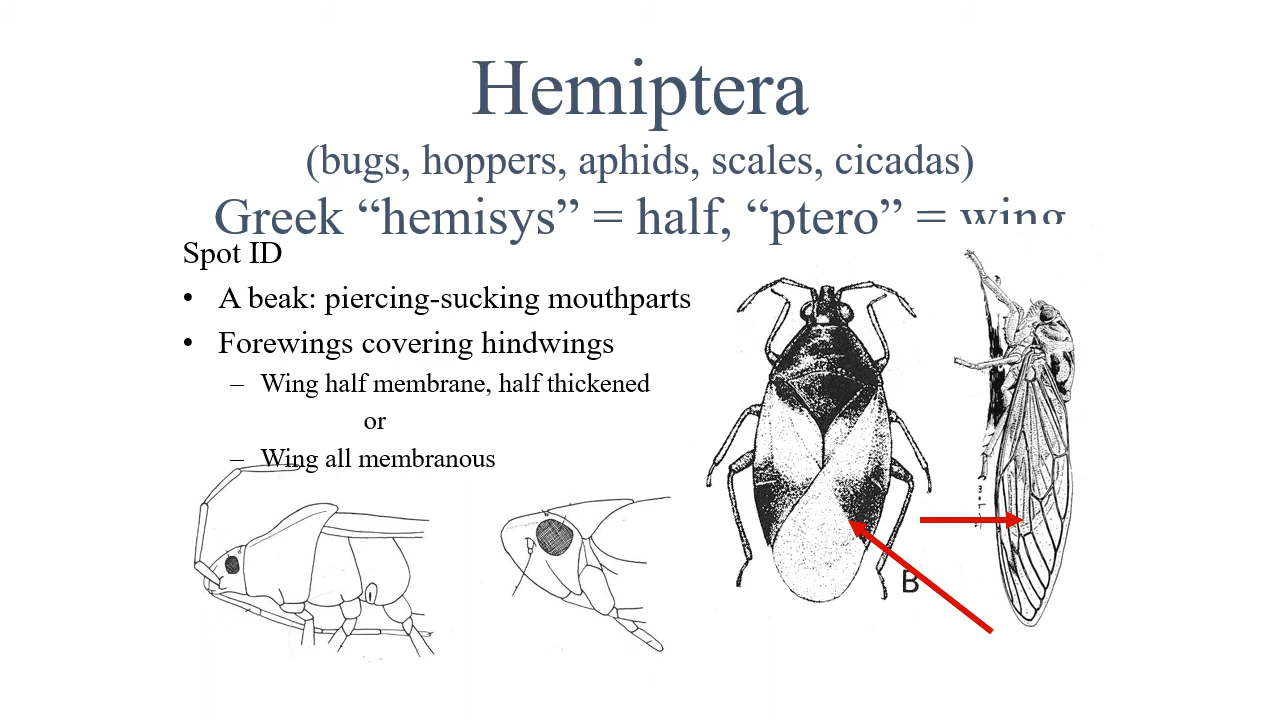 Hemiptera
(bugs, hoppers, aphids, scales, cicadas)
Greek “hemisys” = half, “ptero” = wing
Spot ID
• A beak: piercing-sucking mouthparts
• Forewings covering hindwings
– Wing half membrane, half thickened
or
– Wing all membranous
B